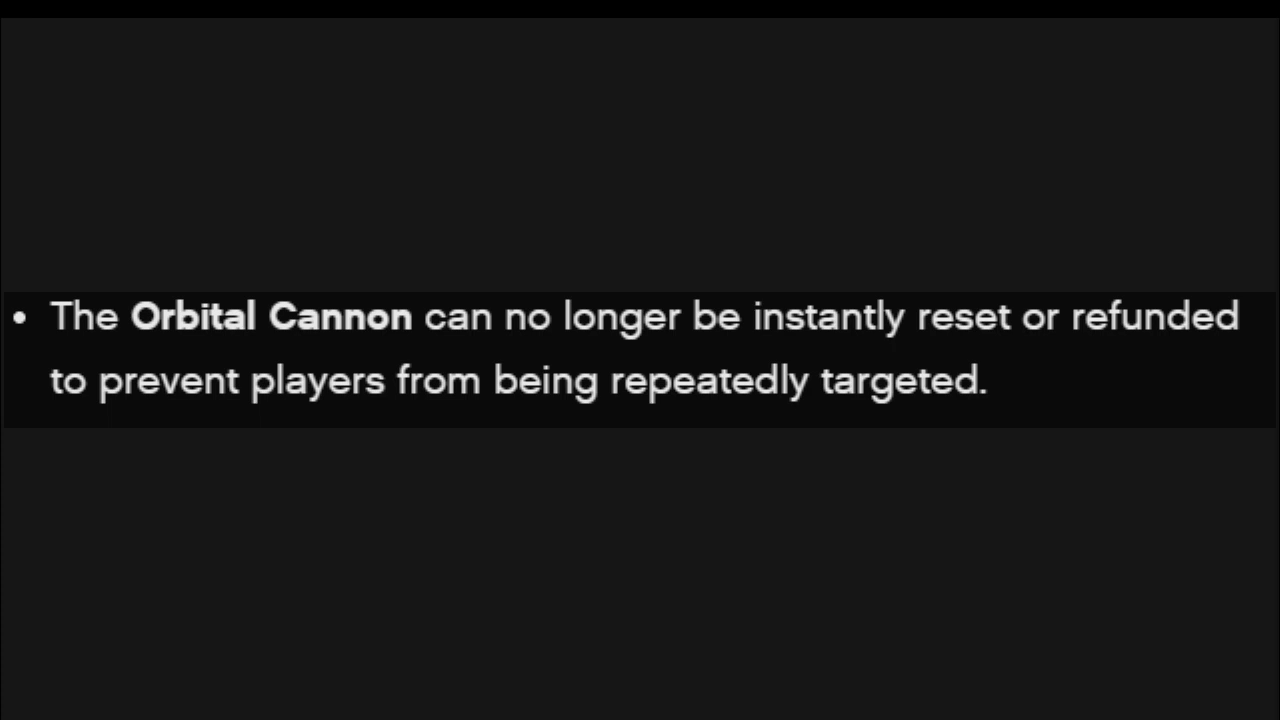 • The Orbital Cannon can no longer be instantly reset or refunded
to prevent players from being repeatedly targeted.